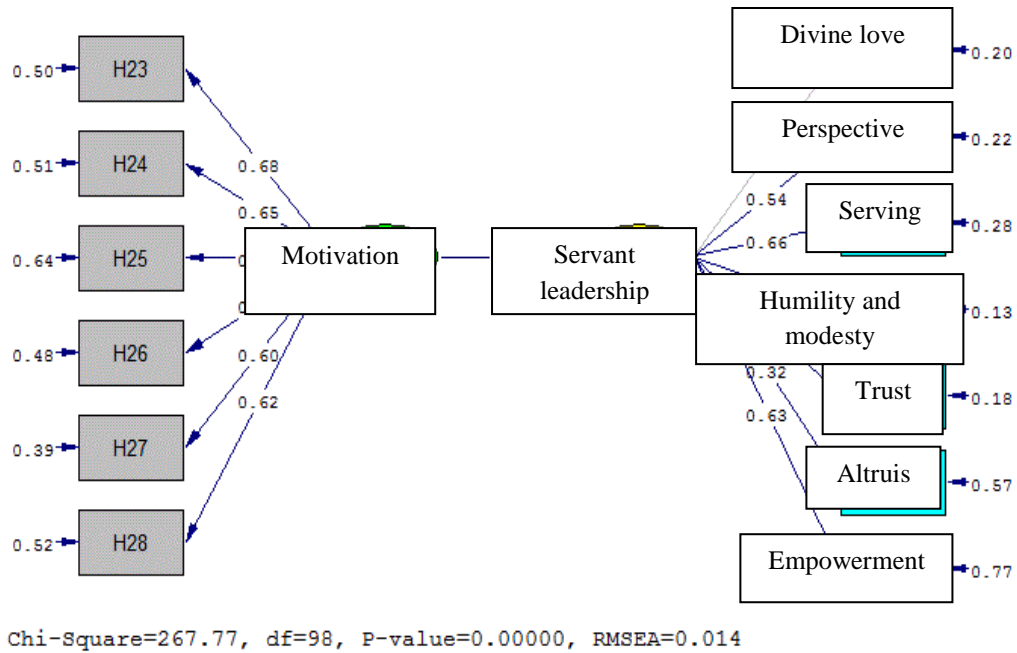 Divine love
0.20
0.50
H23
Perspective
0.22
0.68
0.51
H24
0.54
0.65
Serving
0.28
0.66
0.64
H25
Motivation
Servant
leadership
Humility and
modesty
0.13
0.48
H26
0.60
0.32
Trust
0.18
0.62
0.63
0.39
H27
Altruis
0.57
0.52
H28
Empowerment
0.77
Chi-Square=267.77, df=98, P-value=0.00000, RMSEA=0.014